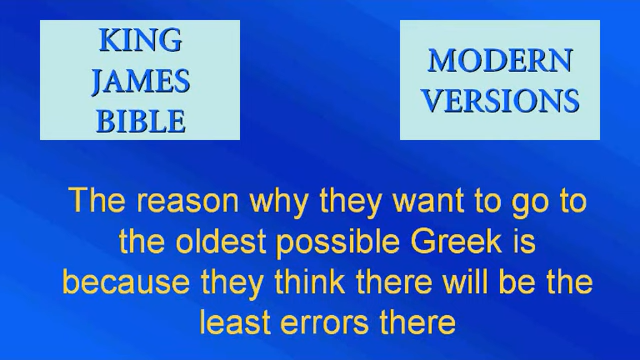 KING
JAMES
BIBLE
MODERN
VERSIONS
The reason why they want to go to
the oldest possible Greek is
because they think there will be the
least errors there